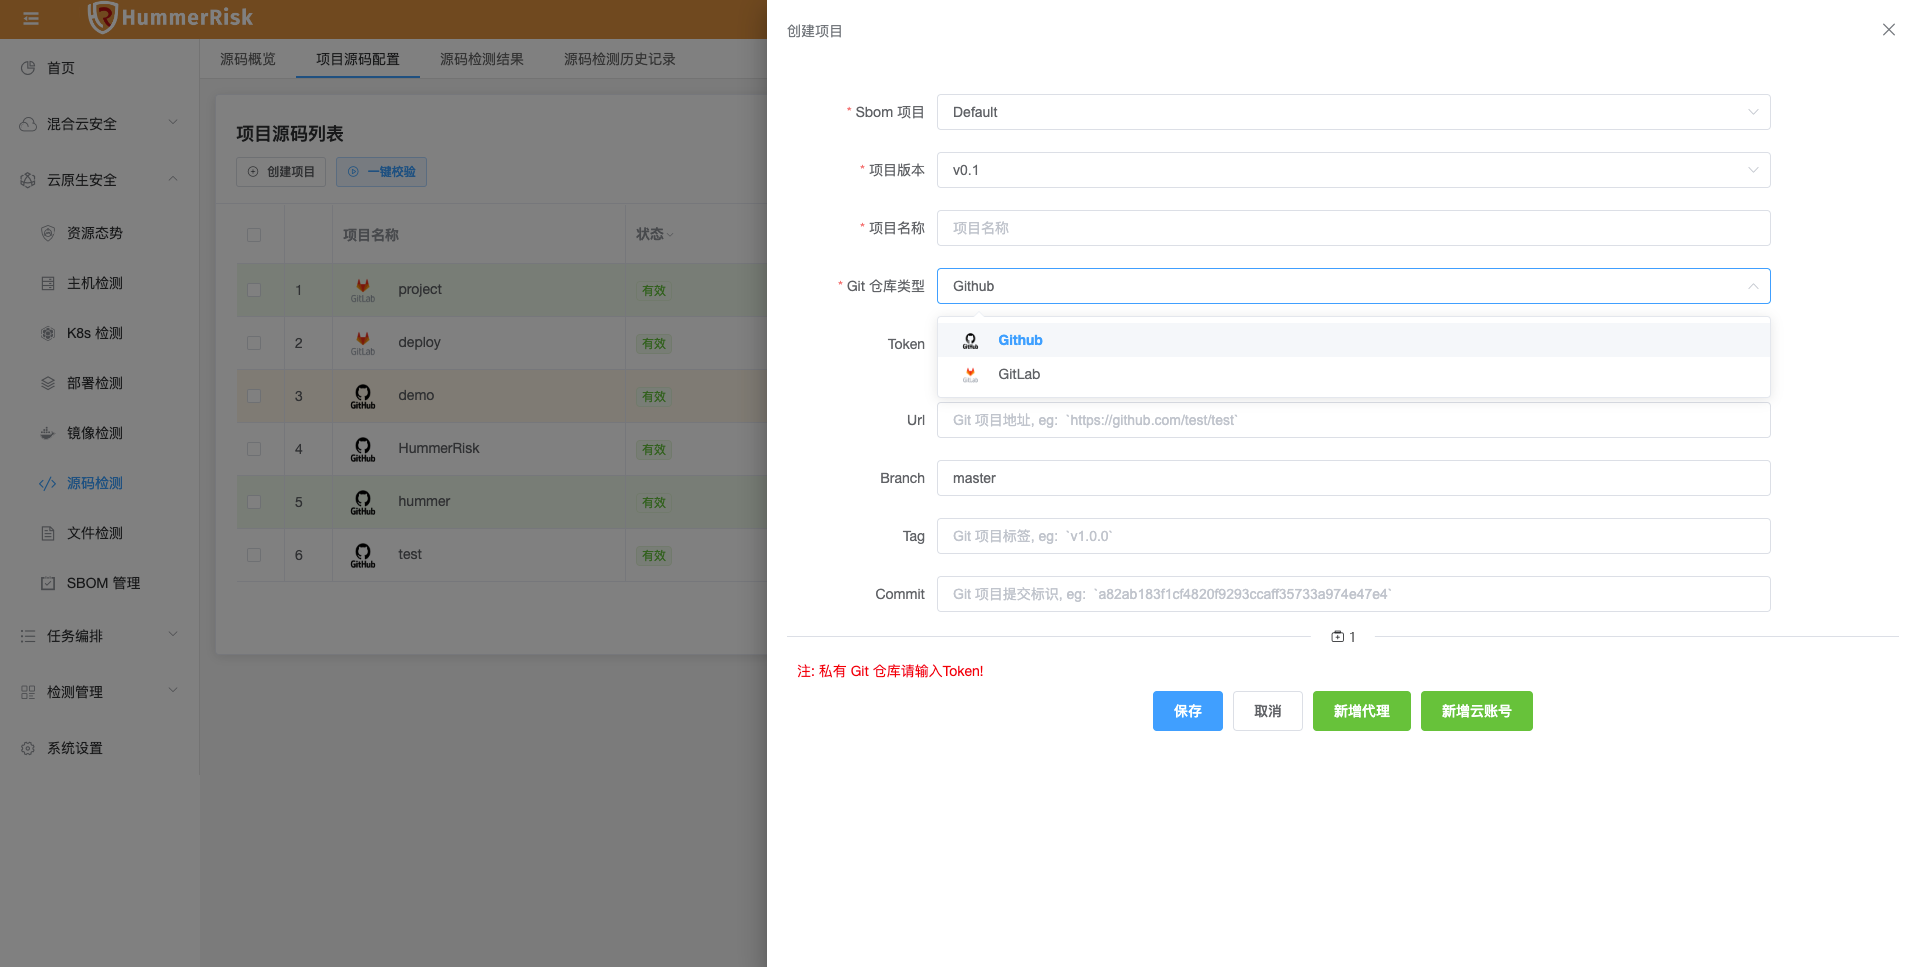 HummerRisk
首页
混合云安全
云原生安全
资源态势
主机检测
K8s 检测
部署检测
镜像检测
源码检测
文件检测
SBOM 管理
任务编排
检测管理
系统设置
源码概览 项目源码配置 源码检测结果 源码检测历史记录
项目源码列表
创建项目 一键校验
项目名称 状态
1 GitLab project 有效
2 GitLab deploy 有效
3 GitHub demo 有效
4 GitHub HummerRisk 有效
5 GitHub hummer 有效
6 GitHub test 有效
创建项目
* Sbom 项目 Default
* 项目版本 v0.1
* 项目名称 项目名称
* Git 仓库类型 Github
Token
GitHub Github
GitLab GitLab
Url Git 项目地址, eg: `https://github.com/test/test`
Branch master
Tag Git 项目标签, eg: `v1.0.0`
Commit Git 项目提交标识, eg: `a82ab183f1cf4820f9293ccaff35733a974e47e4`
1
注: 私有 Git 仓库请输入Token!
保存 取消 新增代理 新增云账号